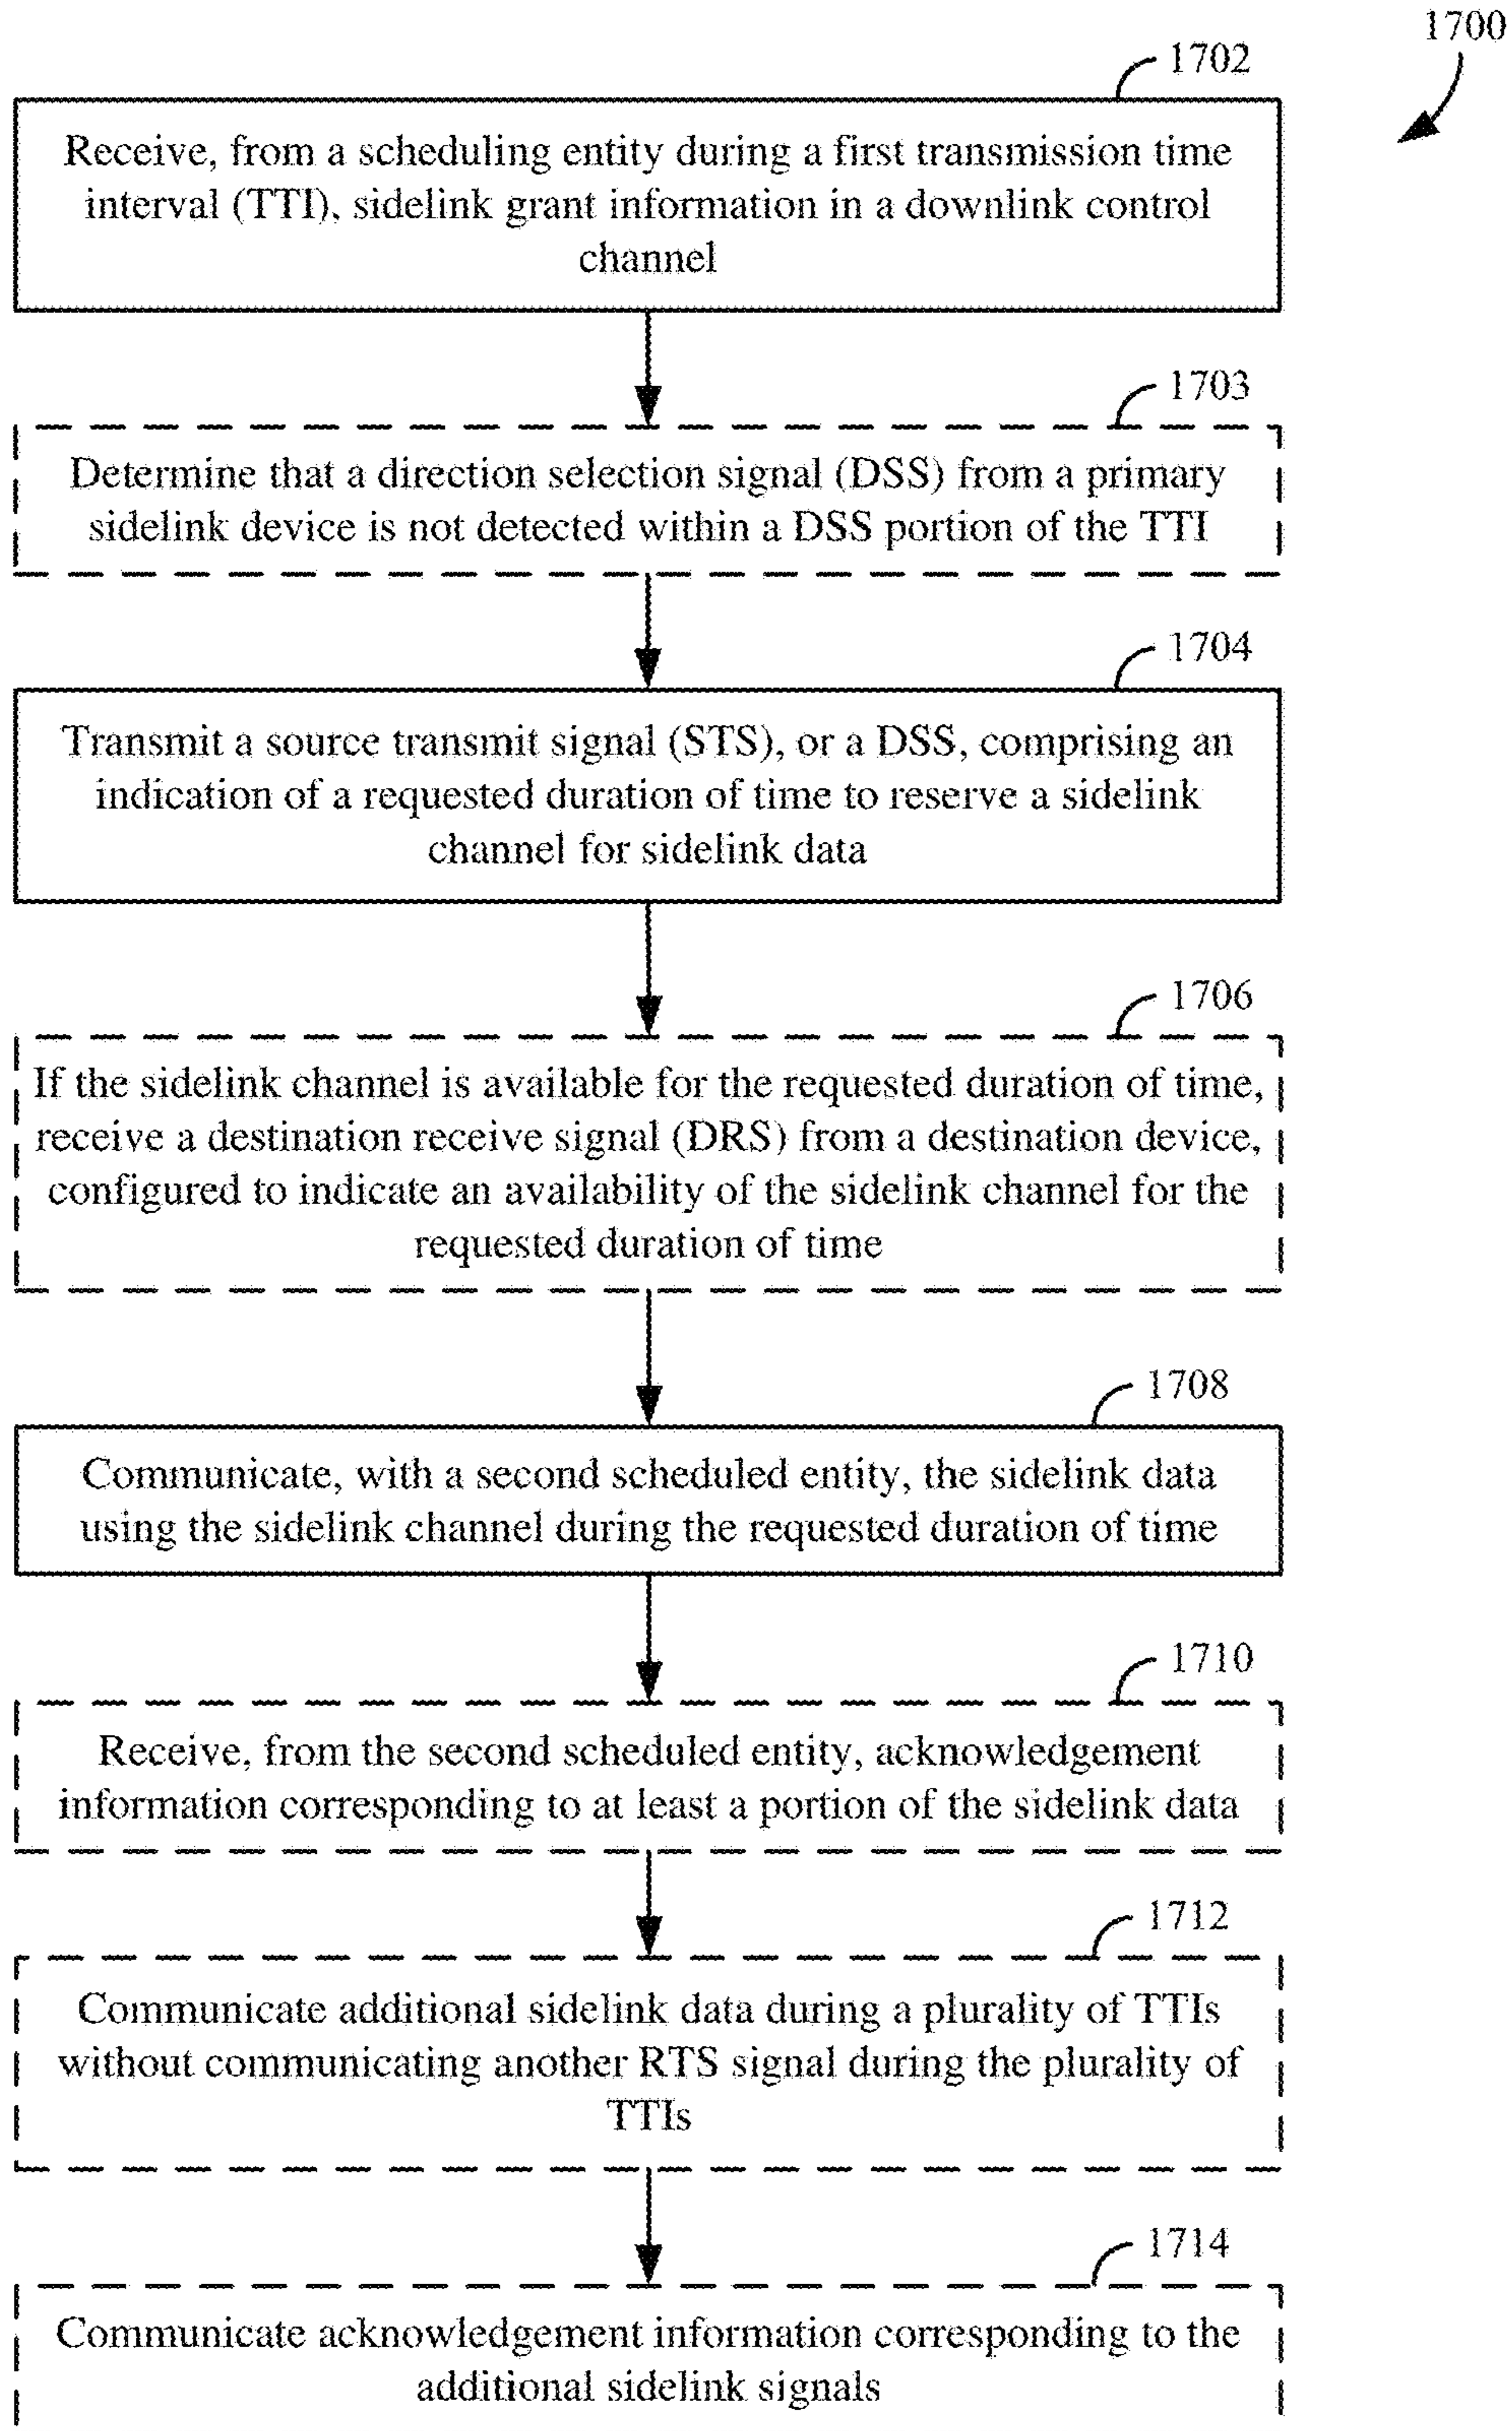 1700
1702
Receive, from a scheduling entity during a first transmission time
interval (TTI), sidelink grant information in a downlink control
channel
1703
Determine that a direction selection signal (DSS) from a primary
sidelink device is not detected within a DSS portion of the TTI
1704
Transmit a source transmit signal (STS), or a DSS, comprising an
indication of a requested duration of time to reserve a sidelink
channel for sidelink data
1706
If the sidelink channel is available for the requested duration of time,
receive a destination receive signal (DRS) from a destination device,
configured to indicate an availability of the sidelink channel for the
requested duration of time
1708
Communicate, with a second scheduled entity, the sidelink data
using the sidelink channel during the requested duration of time
1710
Receive, from the second scheduled entity, acknowledgement
information corresponding to at least a portion of the sidelink data
1712
Communicate additional sidelink data during a plurality of TTIs
without communicating another RTS signal during the plurality of
TTIs
1714
Communicate acknowledgement information corresponding to the
additional sidelink signals